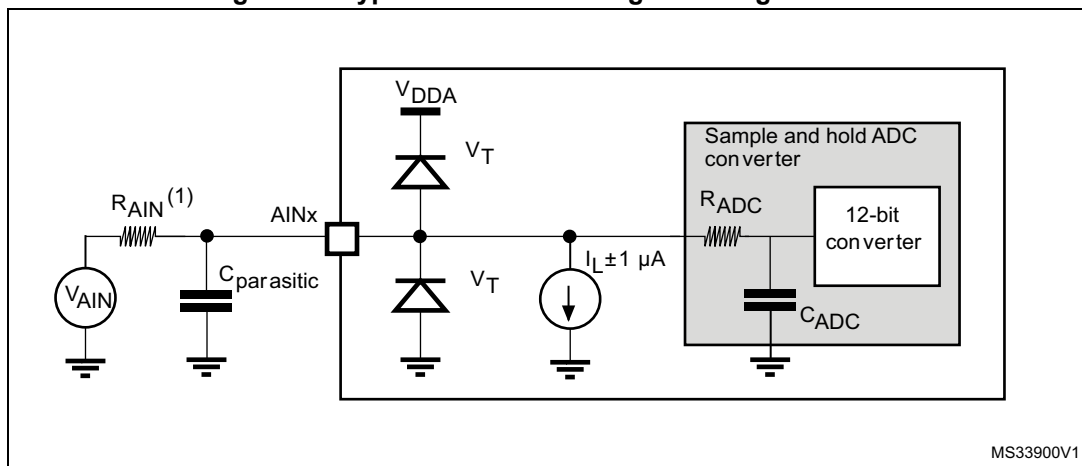 V_DDA
V_T
Sample and hold ADC
converter
R_AIN (1)
AINx
R_ADC
12-bit
converter
V_AIN
C_parasitic
V_T
I_L±1 µA
C_ADC
MS33900V1